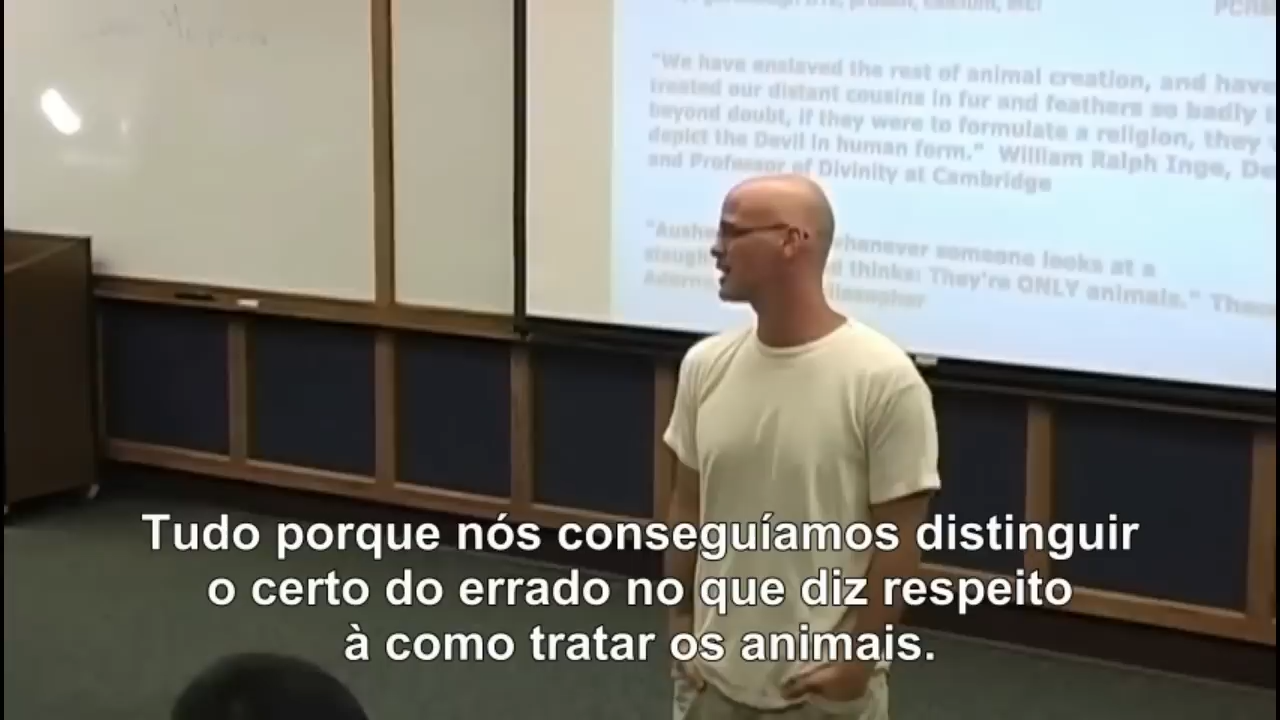 "We have enslaved the rest of animal creation, and have
treated our distant cousins in fur and feathers so badly
beyond doubt, if they were to formulate a religion, they
depict the Devil in human form." William Ralph Inge, De
and Professor of Divinity at Cambridge
whenever someone looks at a
thinks: They're ONLY animals."
Tudo porque nós conseguíamos distinguir
o certo do errado no que diz respeito
à como tratar os animais.